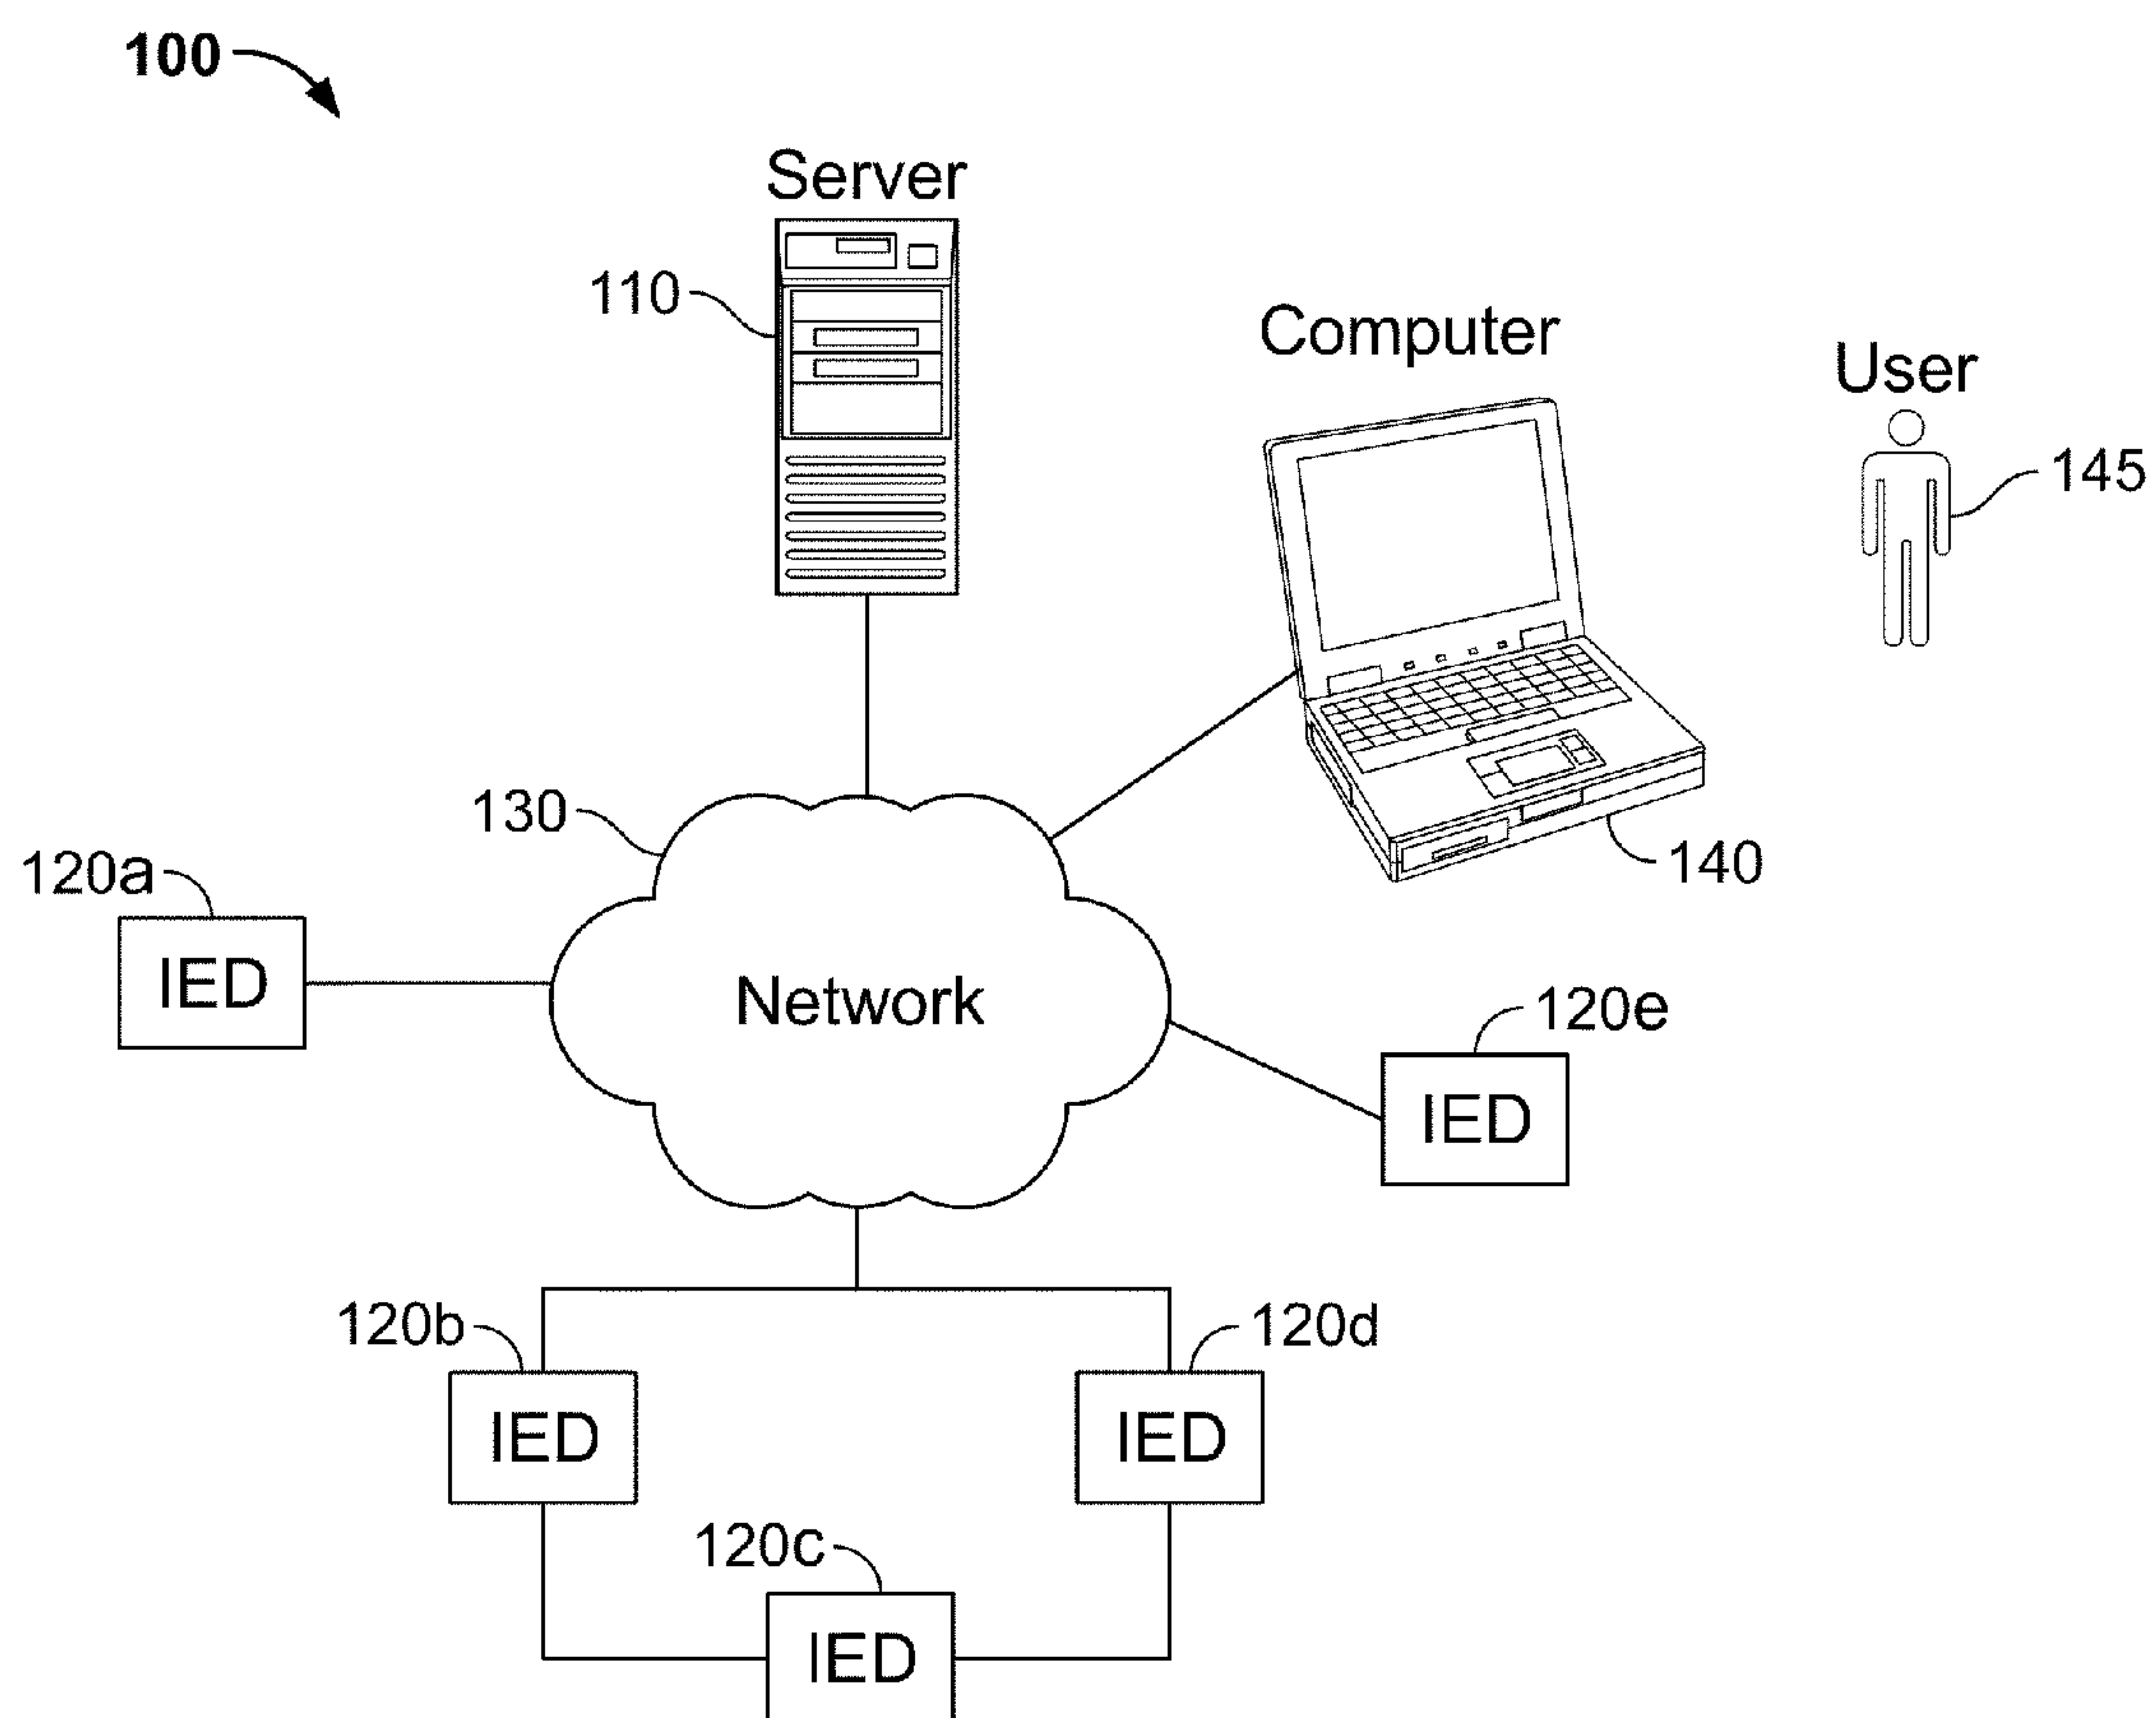 100
Server
110
Computer
User
145
130
140
120a
IED
Network
120e
IED
120b
120d
IED
IED
120c
IED